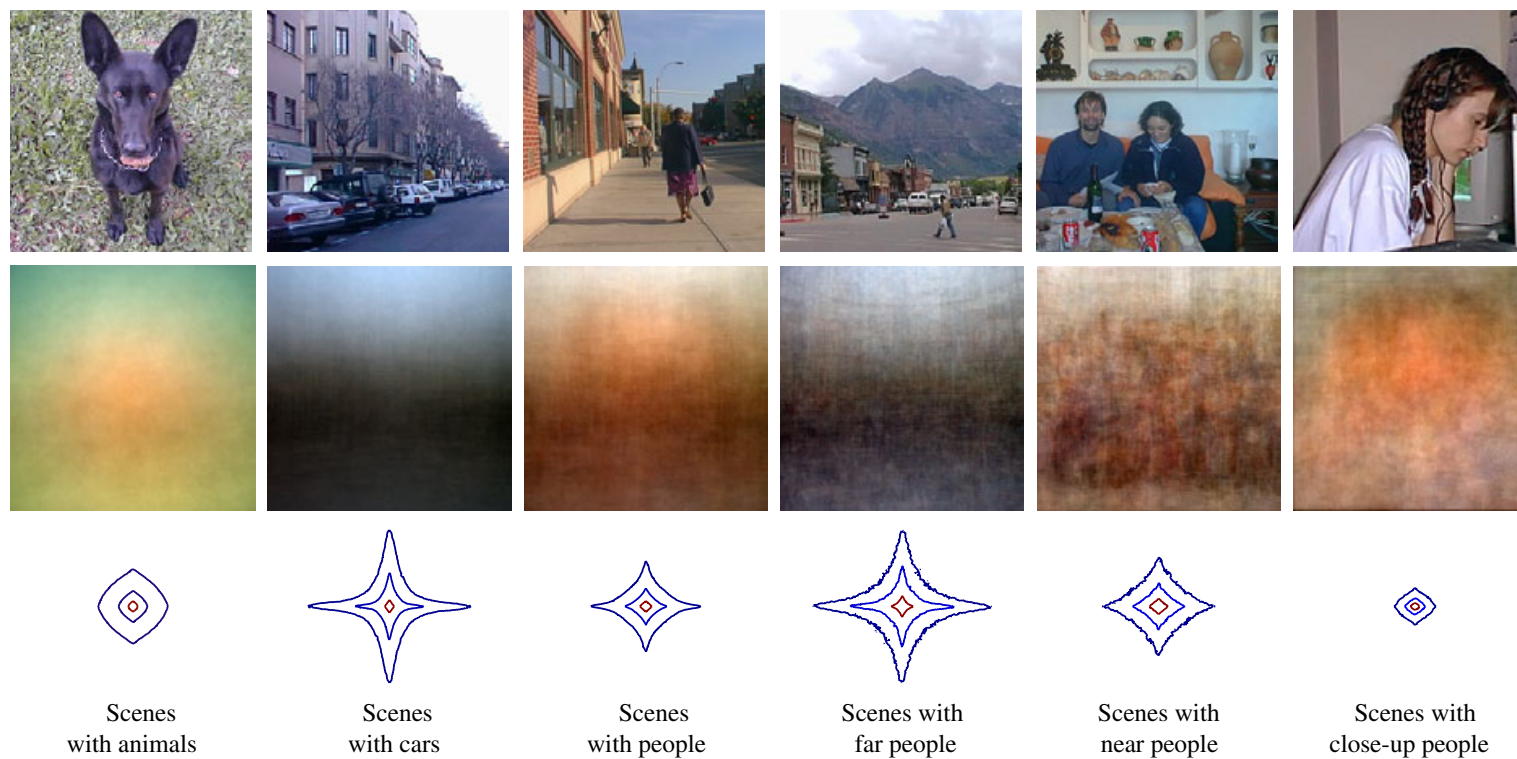 Scenes
with animals
Scenes
with cars
Scenes
with people
Scenes with
far people
Scenes with
near people
Scenes with
close-up people